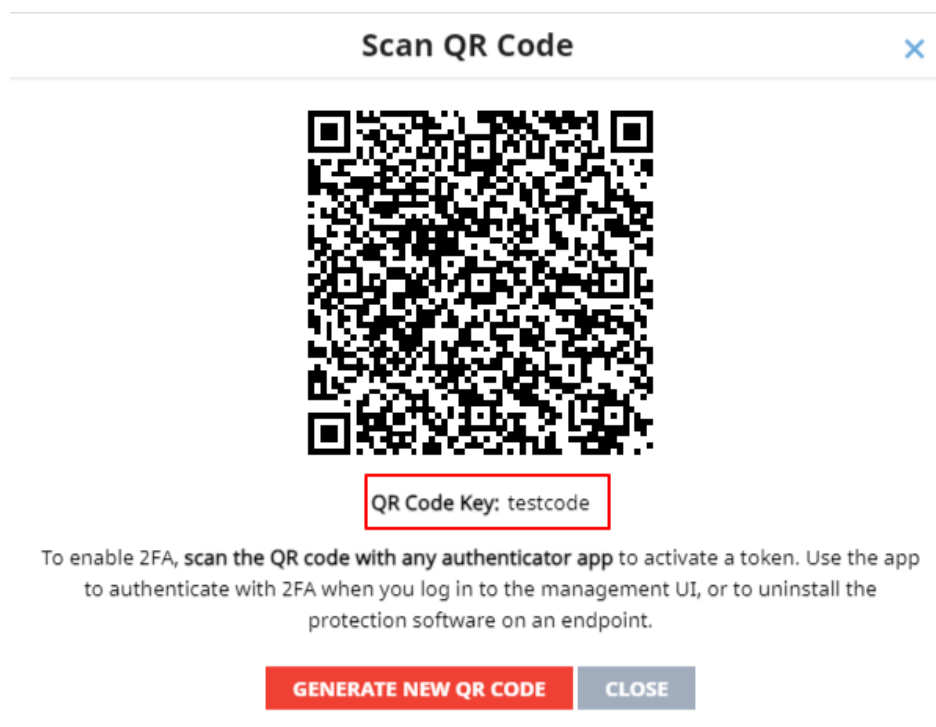 Scan QR Code
QR Code Key: testcode
To enable 2FA, scan the QR code with any authenticator app to activate a token. Use the app
to authenticate with 2FA when you log in to the management UI, or to uninstall the
protection software on an endpoint.
GENERATE NEW QR CODE
CLOSE